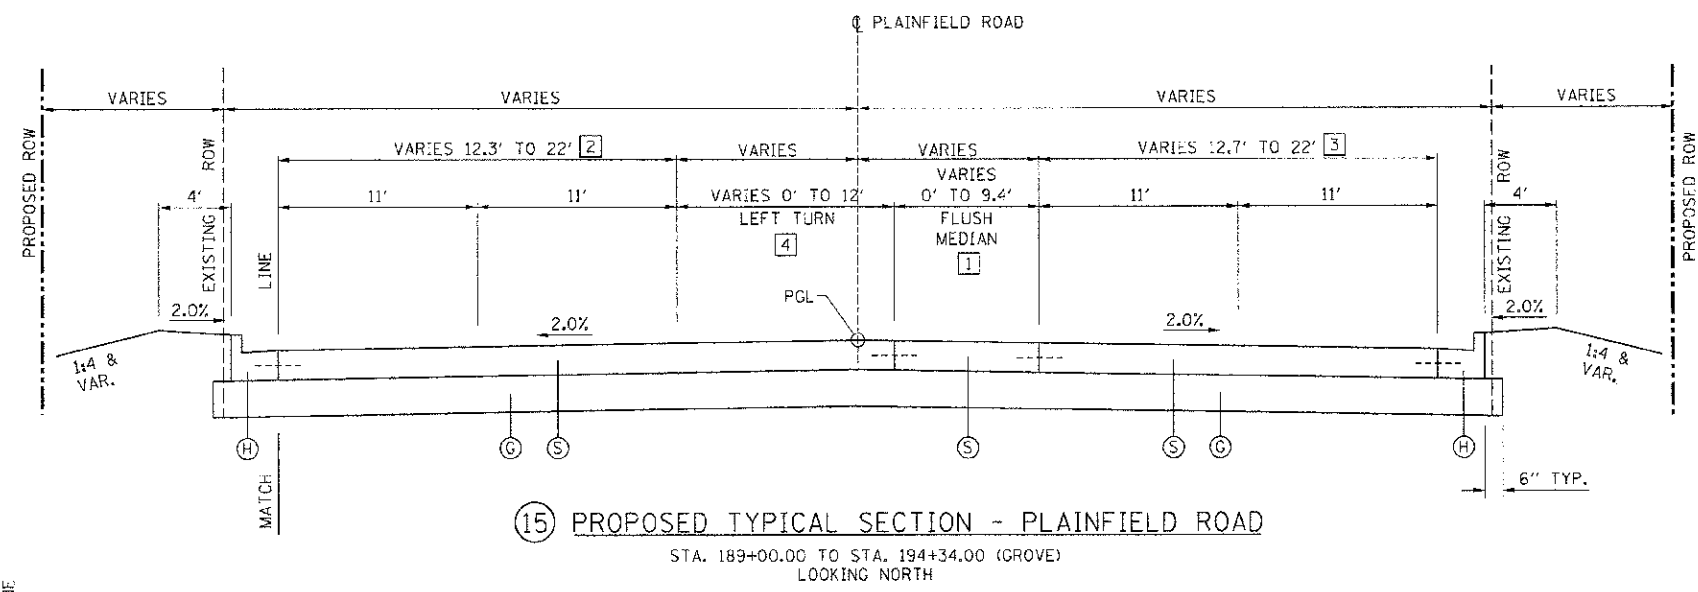 ℄ PLAINFIELD ROAD
VARIES
VARIES
VARIES
VARIES
PROPOSED ROW
EXISTING ROW
VARIES 12.3' TO 22' 2
VARIES
VARIES
VARIES 12.7' TO 22' 3
EXISTING ROW
PROPOSED ROW
4'
11'
11'
VARIES 0' TO 12'
LEFT TURN
4
VARIES
0' TO 9.4'
FLUSH
MEDIAN
1
11'
11'
4'
LINE
PGL
2.0%
2.0%
2.0%
2.0%
1:4 &
VAR.
1:4 &
VAR.
H
G
S
S
S
G
H
MATCH
6" TYP.
15 PROPOSED TYPICAL SECTION - PLAINFIELD ROAD
STA. 189+00.00 TO STA. 194+34.00 (GROVE)
LOOKING NORTH